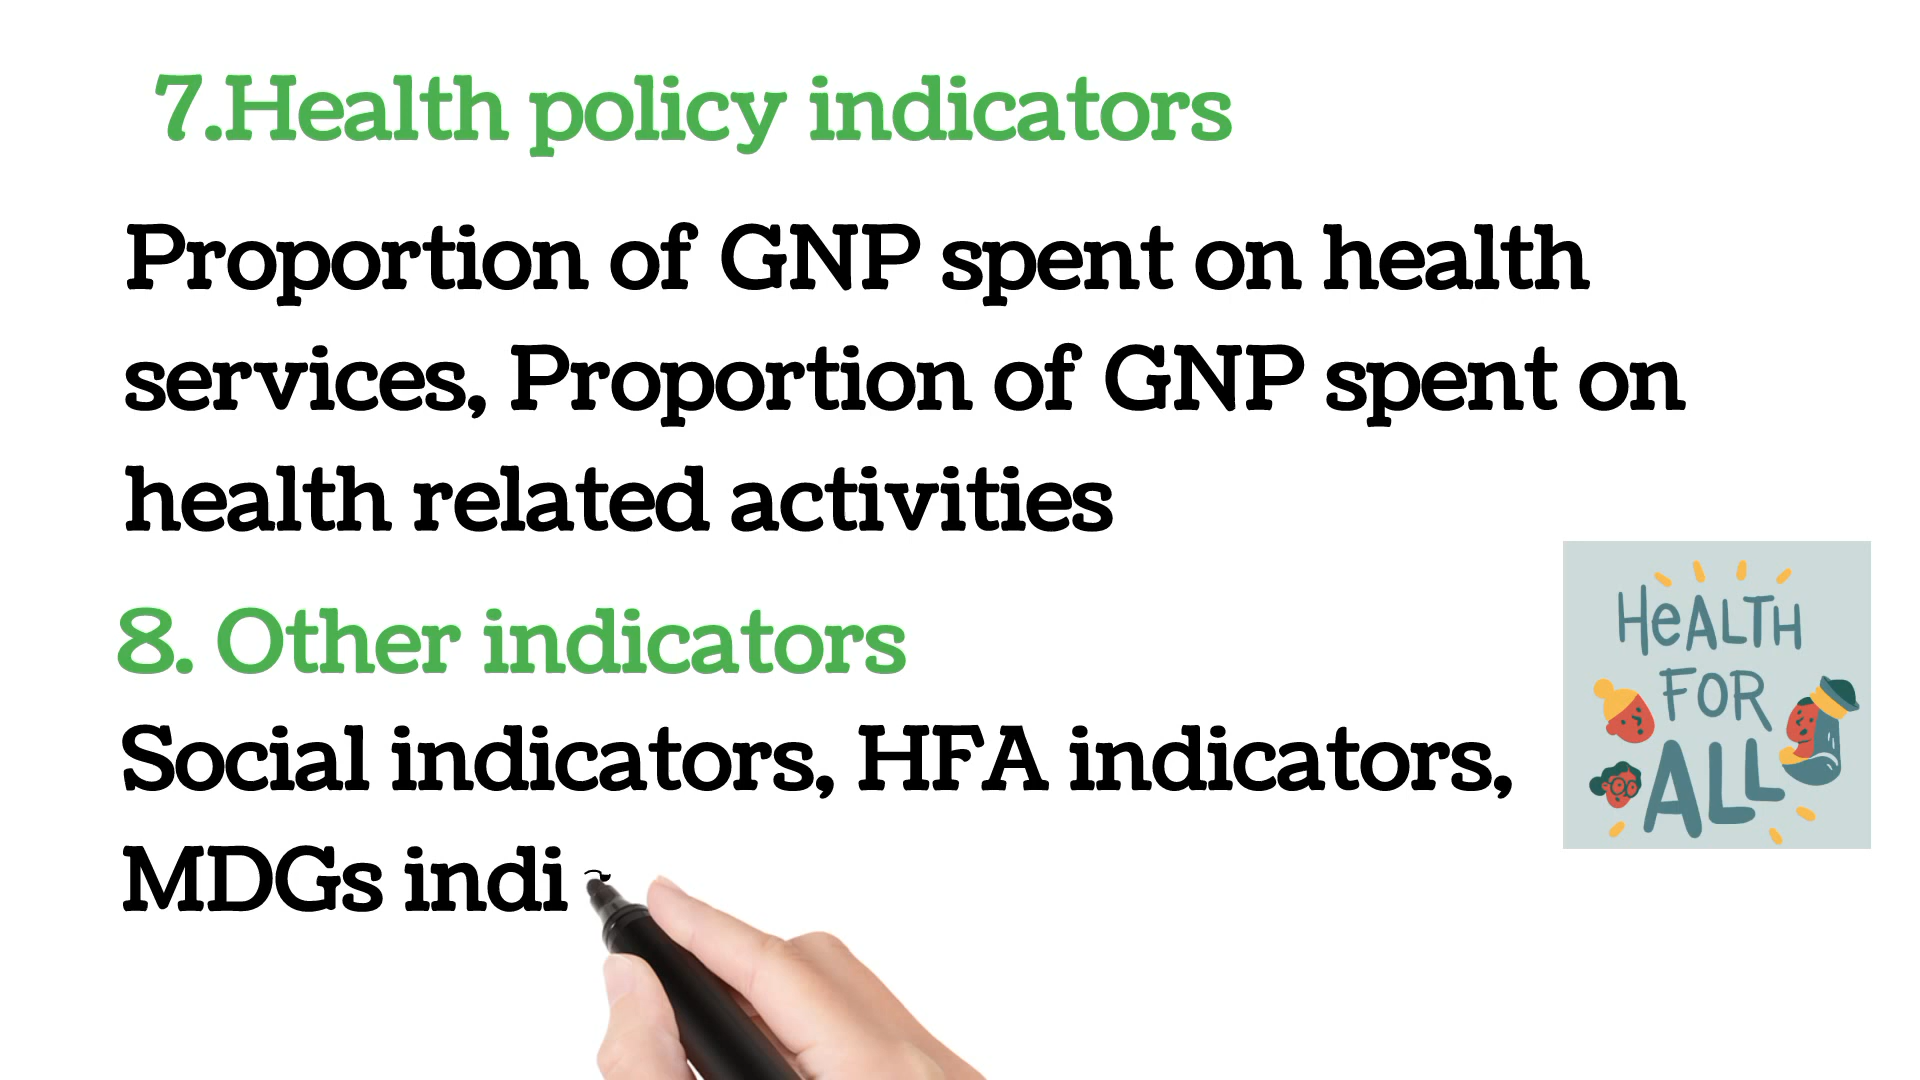 7.Health policy indicators
Proportion of GNP spent on health
services, Proportion of GNP spent on
health related activities
8. Other indicators
Social indicators, HFA indicators,
MDGs indi
HeALTH
FOR
ALL